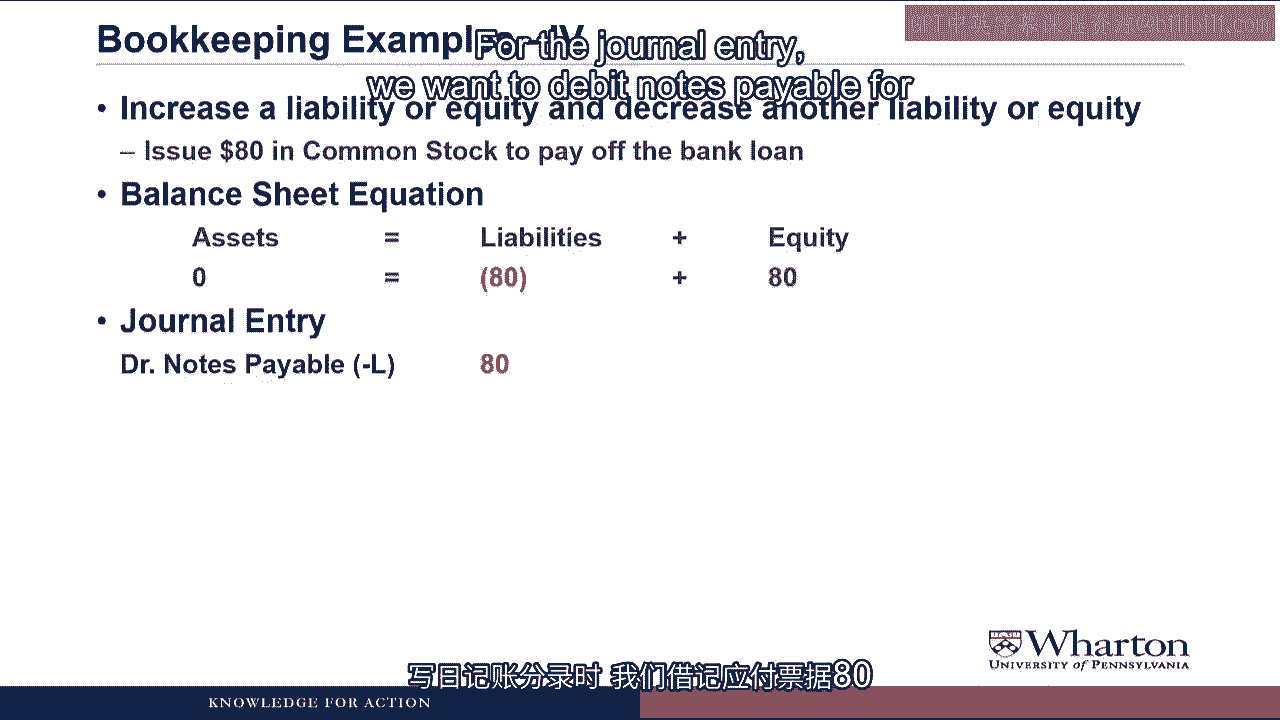 Bookkeeping Example IV
For the journal entry,
we want to debit notes payable for
• Increase a liability or equity and decrease another liability or equity
– Issue $80 in Common Stock to pay off the bank loan
• Balance Sheet Equation
Assets = Liabilities + Equity
0 = (80) + 80
• Journal Entry
Dr. Notes Payable (-L) 80
Wharton
UNIVERSITY of PENNSYLVANIA
写日记账分录时 我们借记应付票据80
KNOWLEDGE FOR ACTION